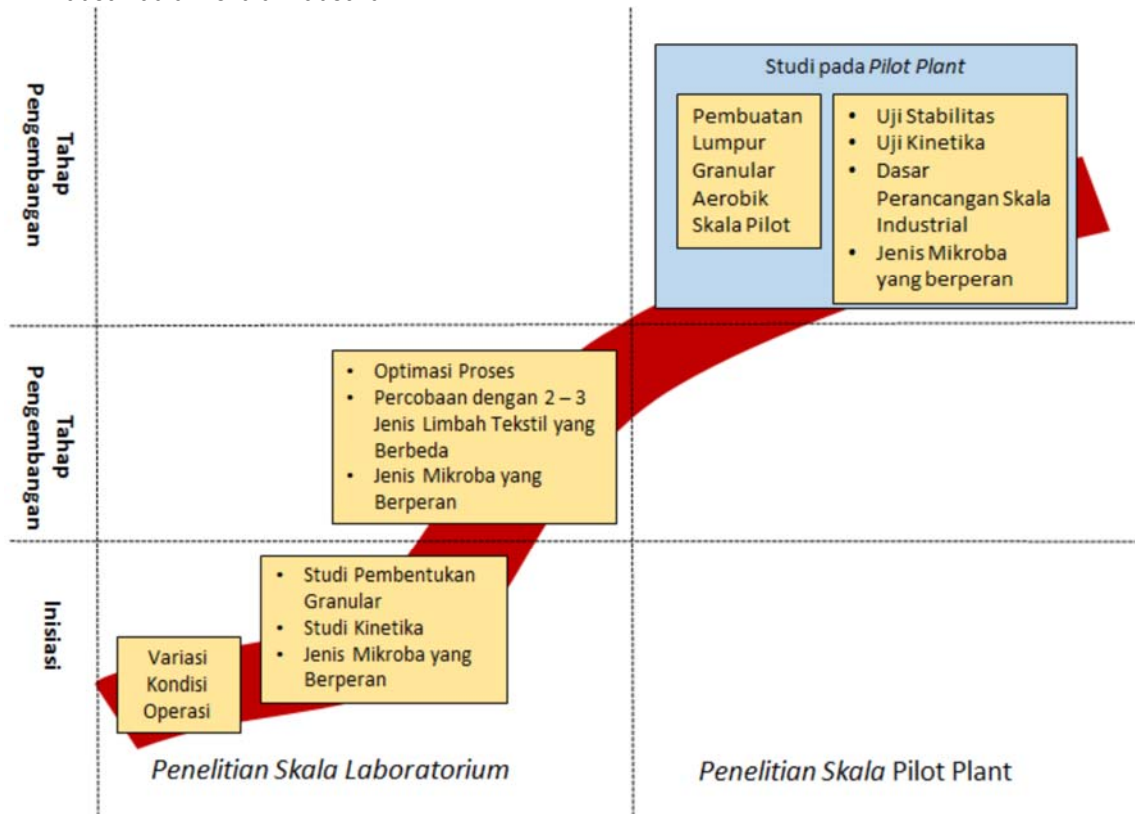 Studi pada Pilot Plant
Pembuatan
Lumpur
Granular
Aerobik
Skala Pilot
• Uji Stabilitas
• Uji Kinetika
• Dasar
Perancangan Skala
Industrial
• Jenis Mikroba
yang berperan
Tahap
Pengembangan
• Optimasi Proses
• Percobaan dengan 2 – 3
Jenis Limbah Tekstil yang
Berbeda
• Jenis Mikroba yang
Berperan
Tahap
Pengembangan
• Studi Pembentukan
Granular
• Studi Kinetika
• Jenis Mikroba yang
Berperan
Inisiasi
Variasi
Kondisi
Operasi
Penelitian Skala Laboratorium
Penelitian Skala Pilot Plant